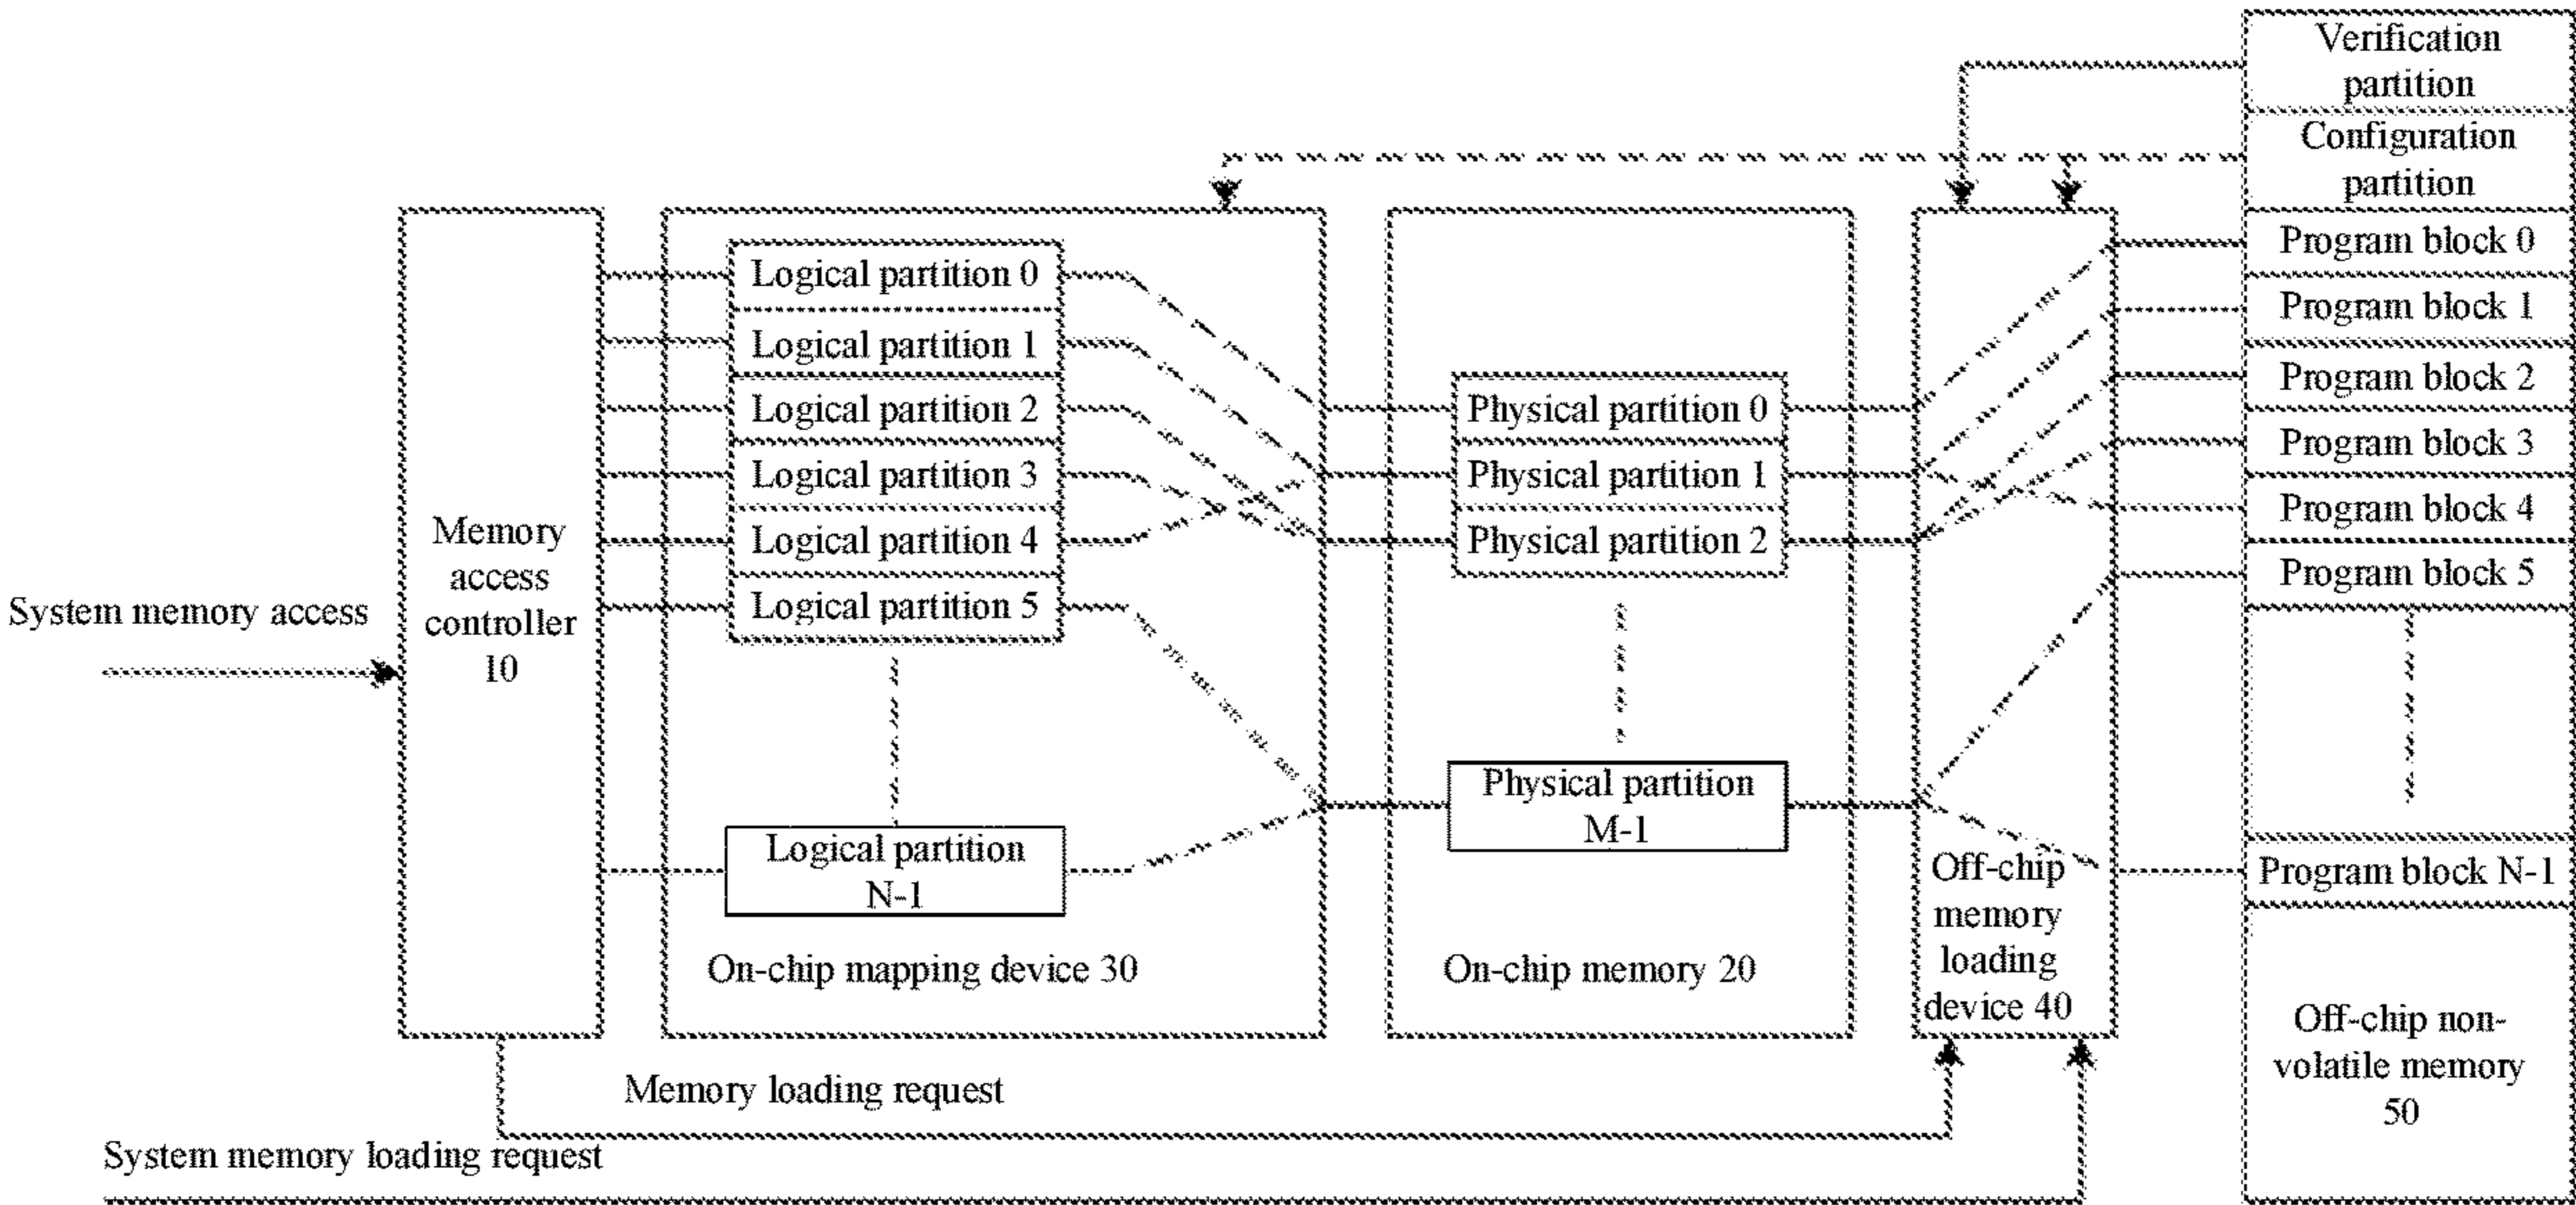 System memory access
Memory
access
controller
10
Logical partition 0
Logical partition 1
Logical partition 2
Logical partition 3
Logical partition 4
Logical partition 5
Logical partition
N-1
On-chip mapping device 30
Physical partition 0
Physical partition 1
Physical partition 2
Physical partition
M-1
On-chip memory 20
Off-chip
memory
loading
device 40
Verification
partition
Configuration
partition
Program block 0
Program block 1
Program block 2
Program block 3
Program block 4
Program block 5
Program block N-1
Off-chip non-
volatile memory
50
Memory loading request
System memory loading request